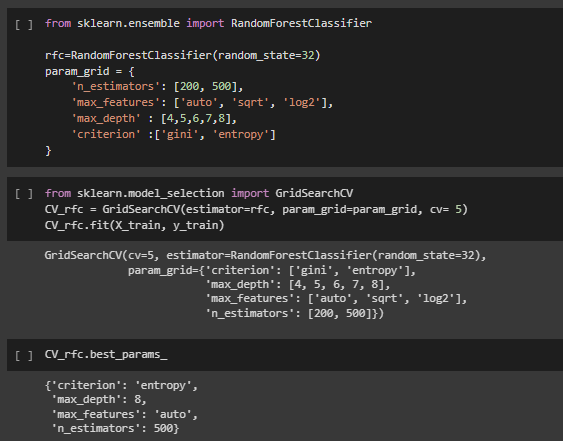 [ ] from sklearn.ensemble import RandomForestClassifier
rfc=RandomForestClassifier(random_state=32)
param_grid = {
'n_estimators': [200, 500],
'max_features': ['auto', 'sqrt', 'log2'],
'max_depth' : [4,5,6,7,8],
'criterion' :['gini', 'entropy']
}
[ ] from sklearn.model_selection import GridSearchCV
CV_rfc = GridSearchCV(estimator=rfc, param_grid=param_grid, cv= 5)
CV_rfc.fit(X_train, y_train)
GridSearchCV(cv=5, estimator=RandomForestClassifier(random_state=32),
param_grid={'criterion': ['gini', 'entropy'],
'max_depth': [4, 5, 6, 7, 8],
'max_features': ['auto', 'sqrt', 'log2'],
'n_estimators': [200, 500]})
[ ] CV_rfc.best_params_
{'criterion': 'entropy',
'max_depth': 8,
'max_features': 'auto',
'n_estimators': 500}